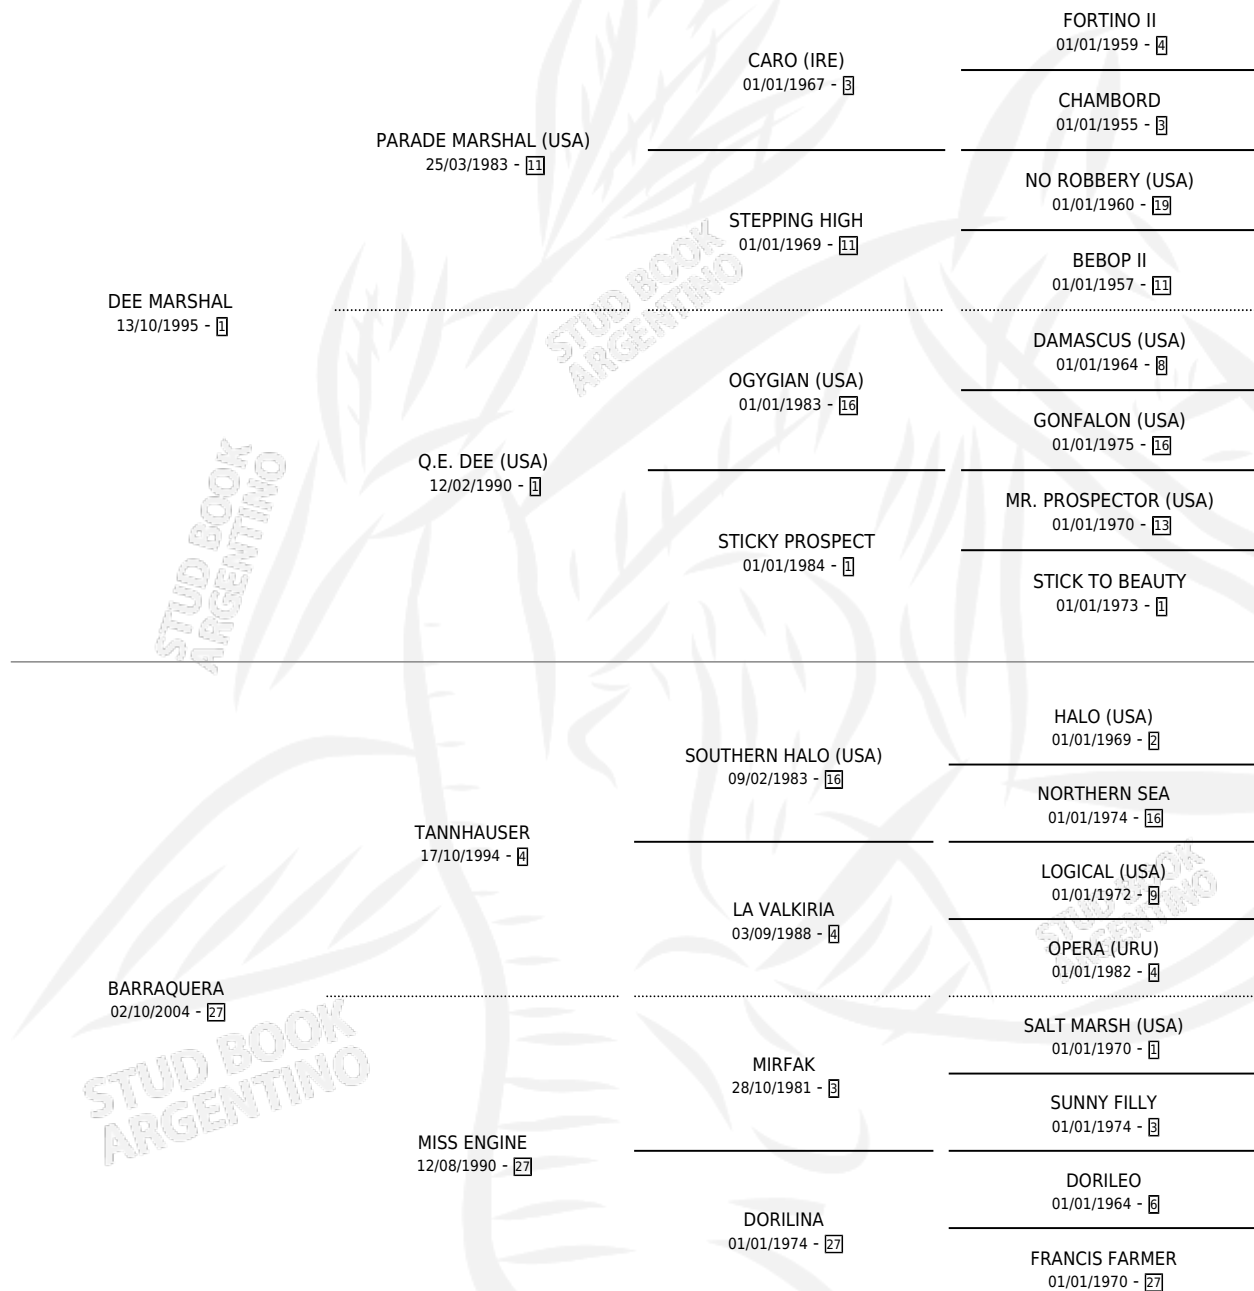 FORTINO II
01/01/1959 - 4
CARO (IRE)
01/01/1967 - 3
CHAMBORD
01/01/1955 - 3
PARADE MARSHAL (USA)
25/03/1983 - 11
NO ROBBERY (USA)
01/01/1960 - 19
STEPPING HIGH
01/01/1969 - 11
BEBOP II
01/01/1957 - 11
DEE MARSHAL
13/10/1995 - 1
DAMASCUS (USA)
01/01/1964 - 8
OGYGIAN (USA)
01/01/1983 - 16
GONFALON (USA)
01/01/1975 - 16
Q.E. DEE (USA)
12/02/1990 - 1
MR. PROSPECTOR (USA)
01/01/1970 - 13
STICKY PROSPECT
01/01/1984 - 1
STICK TO BEAUTY
01/01/1973 - 1
HALO (USA)
01/01/1969 - 2
SOUTHERN HALO (USA)
09/02/1983 - 16
NORTHERN SEA
01/01/1974 - 16
TANNHAUSER
17/10/1994 - 4
LOGICAL (USA)
01/01/1972 - 9
LA VALKIRIA
03/09/1988 - 4
OPERA (URU)
01/01/1982 - 4
BARRAQUERA
02/10/2004 - 27
SALT MARSH (USA)
01/01/1970 - 1
MIRFAK
28/10/1981 - 3
SUNNY FILLY
01/01/1974 - 3
MISS ENGINE
12/08/1990 - 27
DORILEO
01/01/1964 - 6
DORILINA
01/01/1974 - 27
FRANCIS FARMER
01/01/1970 - 27
STUD BOOK
ARGENTINO
STUD BOOK
ARGENTINO
STUD BOOK
ARGENTINO
STUD BOOK
ARGENTINO